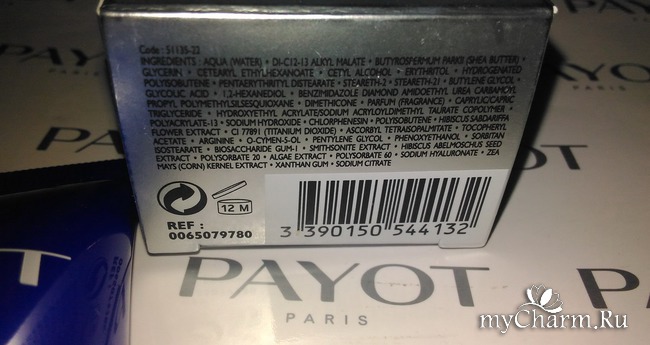 PAYOT
Code : 51135-22
INGREDIENTS : AQUA (WATER) • DI-C12-13 ALKYL MALATE • BUTYROSPERMUM PARKII (SHEA BUTTER) •
GLYCERIN • CETEARYL ETHYLHEXANOATE • CETYL ALCOHOL • ERYTHRITOL • HYDROGENATED
POLYISOBUTENE • PENTAERYTHRITYL DISTEARATE • STEARETH-2 • STEARETH-21 • BUTYLENE GLYCOL •
GLYCOLIC ACID • 1,2-HEXANEDIOL • BENZIMIDAZOLE DIAMOND AMIDOETHYL UREA CARBAMOYL
PROPYL POLYMETHYLSILSESQUIOXANE • DIMETHICONE • PARFUM (FRAGRANCE) • CAPRYLIC/CAPRIC
TRIGLYCERIDE • HYDROXYETHYL ACRYLATE/SODIUM ACRYLOYLDIMETHYL TAURATE COPOLYMER •
POLYACRYLATE-13 • SODIUM HYDROXIDE • CHLORPHENESIN • POLYISOBUTENE • HIBISCUS SABDARIFFA
FLOWER EXTRACT • CI 77891 (TITANIUM DIOXIDE) • ASCORBYL TETRAISOPALMITATE • TOCOPHERYL
ACETATE • ARGININE • O-CYMEN-5-OL • PENTYLENE GLYCOL • PHENOXYETHANOL • SORBITAN
ISOSTEARATE • BIOSACCHARIDE GUM-1 • SMITHSONITE EXTRACT • HIBISCUS ABELMOSCHUS SEED
EXTRACT • POLYSORBATE 20 • ALGAE EXTRACT • POLYSORBATE 60 • SODIUM HYALURONATE • ZEA
MAYS (CORN) KERNEL EXTRACT • XANTHAN GUM • SODIUM CITRATE
12 M
REF :
0065079780
3 390150 544132
T
PAYOT
PARIS
myCharm.Ru